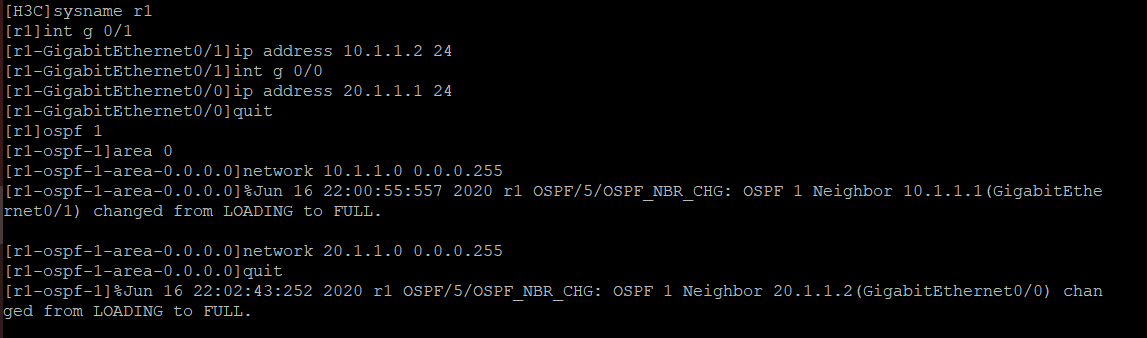 [H3C]sysname r1
[r1]int g 0/1
[r1-GigabitEthernet0/1]ip address 10.1.1.2 24
[r1-GigabitEthernet0/1]int g 0/0
[r1-GigabitEthernet0/0]ip address 20.1.1.1 24
[r1-GigabitEthernet0/0]quit
[r1]ospf 1
[r1-ospf-1]area 0
[r1-ospf-1-area-0.0.0.0]network 10.1.1.0 0.0.0.255
[r1-ospf-1-area-0.0.0.0]%Jun 16 22:00:55:557 2020 r1 OSPF/5/OSPF_NBR_CHG: OSPF 1 Neighbor 10.1.1.1(GigabitEthe
rnet0/1) changed from LOADING to FULL.
[r1-ospf-1-area-0.0.0.0]network 20.1.1.0 0.0.0.255
[r1-ospf-1-area-0.0.0.0]quit
[r1-ospf-1]%Jun 16 22:02:43:252 2020 r1 OSPF/5/OSPF_NBR_CHG: OSPF 1 Neighbor 20.1.1.2(GigabitEthernet0/0) chan
ged from LOADING to FULL.